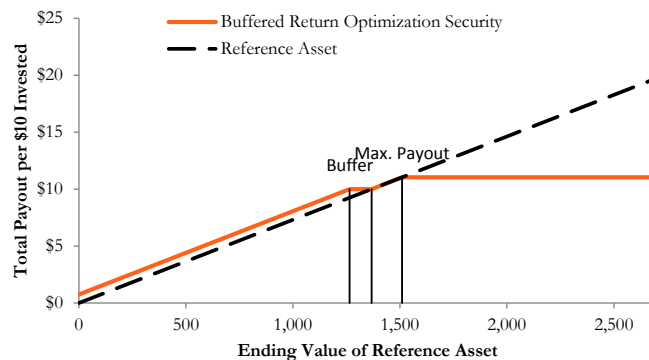 $25
Buffered Return Optimization Security
Reference Asset
$20
$15
Max. Payout
Buffer
$10
$5
$0
Total Payout per $10 Invested
0
500
1,000
1,500
2,000
2,500
Ending Value of Reference Asset